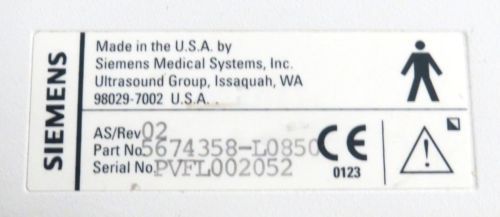 SIEMENS
Made in the U.S.A. by
Siemens Medical Systems, Inc.
Ultrasound Group, Issaquah, WA
98029-7002 U.S.A.
AS/Rev 02
Part No. 5674358-L0850
Serial No. PVFL002052
CE
0123